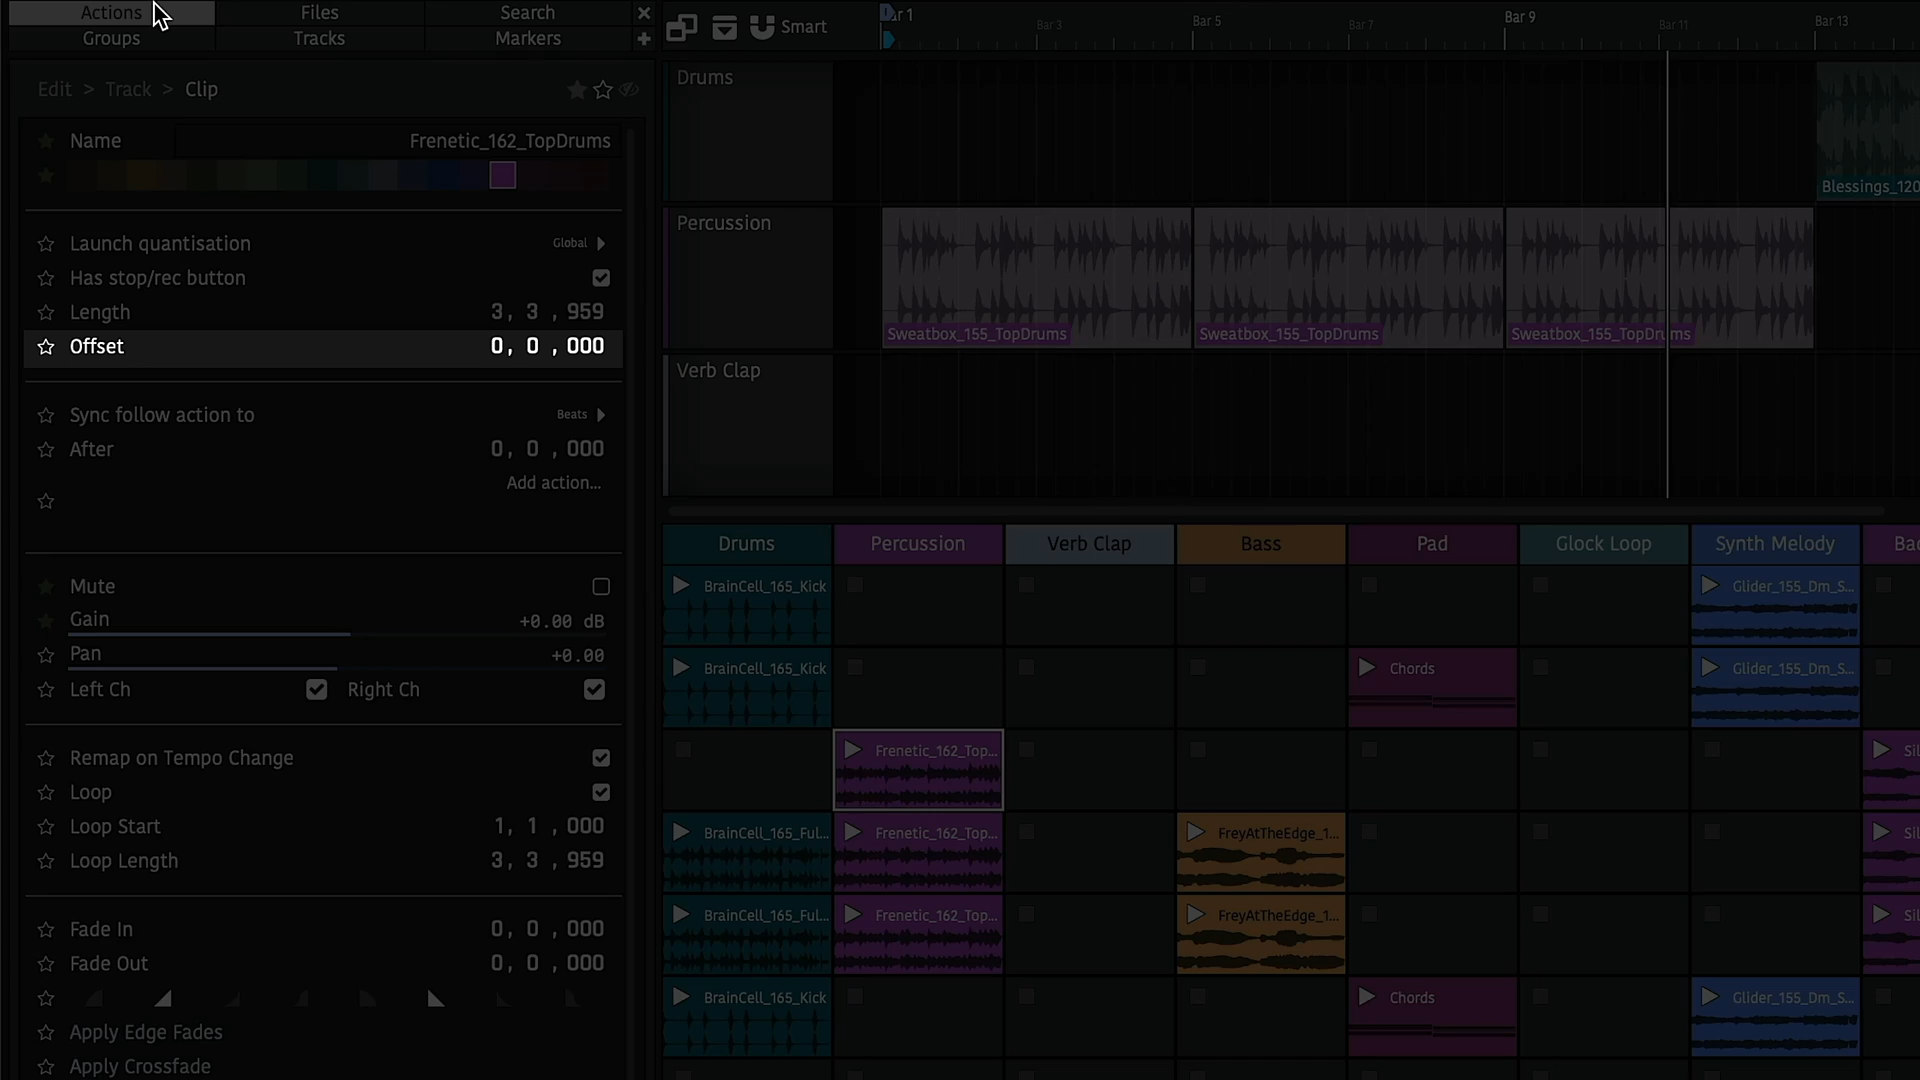 Actions Files Search
Groups Tracks Markers
Edit > Track > Clip
Name Frenetic_162_TopDrums
Launch quantisation Global
Has stop/rec button
Length 3, 3 , 959
Offset 0, 0 , 000
Sync follow action to Beats
After 0, 0 , 000
Add action...
Mute
Gain +0.00 dB
Pan +0.00
Left Ch Right Ch
Remap on Tempo Change
Loop
Loop Start 1, 1 , 000
Loop Length 3, 3 , 959
Fade In 0, 0 , 000
Fade Out 0, 0 , 000
Apply Edge Fades
Apply Crossfade
Smart
Bar 3 Bar 5 Bar 7 Bar 9 Bar 11 Bar 13
Drums
Blessings_120
Percussion
Sweatbox_155_TopDrums Sweatbox_155_TopDrums Sweatbox_155_TopDrums
Verb Clap
Drums Percussion Verb Clap Bass Pad Glock Loop Synth Melody
BrainCell_165_Kick Glider_155_Dm_S...
BrainCell_165_Kick Chords Glider_155_Dm_S...
Frenetic_162_Top... Sil
BrainCell_165_Ful... Frenetic_162_Top... FreyAtTheEdge_1... Sil
BrainCell_165_Ful... Frenetic_162_Top... FreyAtTheEdge_1... Sil
BrainCell_165_Kick Chords Glider_155_Dm_S...